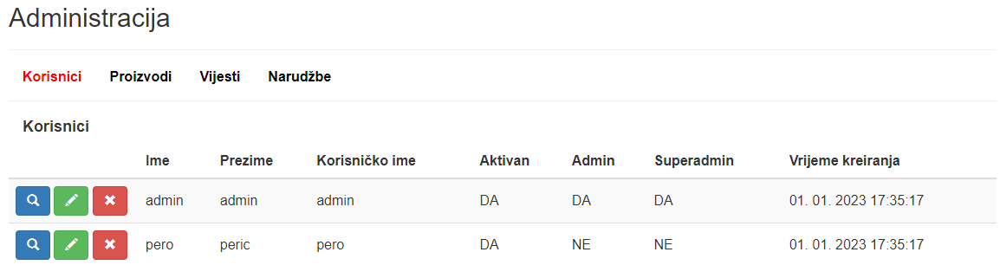 Administracija
Korisnici Proizvodi Vijesti Narudžbe
Korisnici
Ime Prezime Korisničko ime Aktivan Admin Superadmin Vrijeme kreiranja
admin admin admin DA DA DA 01. 01. 2023 17:35:17
pero peric pero DA NE NE 01. 01. 2023 17:35:17